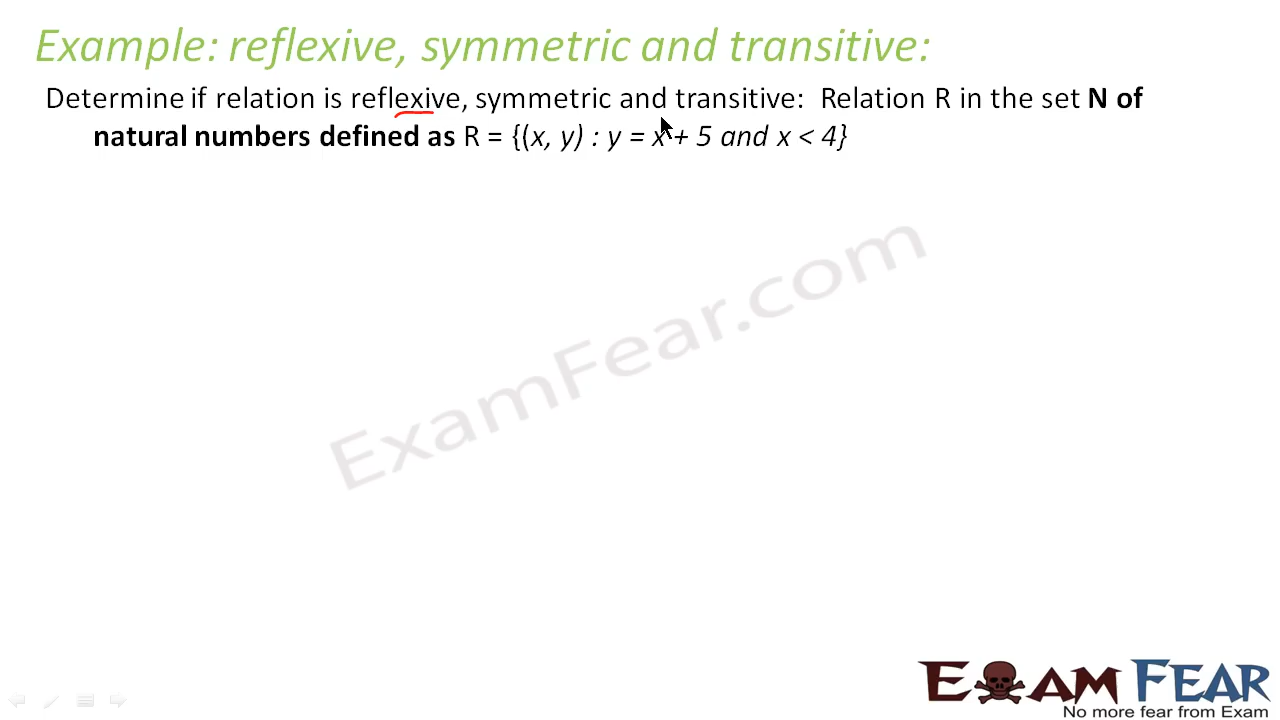 Example: reflexive, symmetric and transitive:
Determine if relation is reflexive, symmetric and transitive: Relation R in the set N of
natural numbers defined as R = {(x, y) : y = x + 5 and x < 4}
ExamFear.com
EXAM FEAR
No more fear from Exam